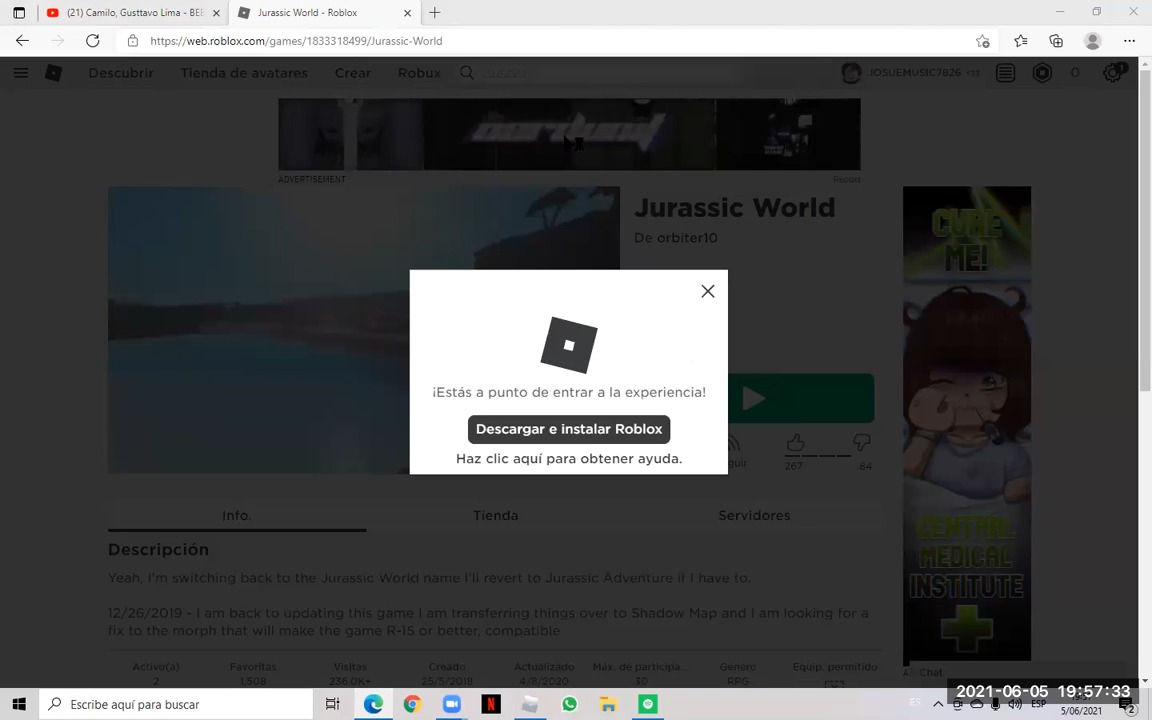 (21) Camilo, Gusttavo Lima - BEE
Jurassic World - Roblox
https://web.roblox.com/games/1833318499/Jurassic-World
Descubrir
Tienda de avatares
Crear
Robux
Buscar
JOSUEMUSIC7826 <13
0
1
ADVERTISEMENT
Report
Jurassic World
De orbiter10
CURE
ME!
¡Estás a punto de entrar a la experiencia!
Descargar e instalar Roblox
Haz clic aquí para obtener ayuda.
267
84
CENTRAL
MEDICAL
INSTITUTE
Info.
Tienda
Servidores
Descripción
Yeah, I'm switching back to the Jurassic World name I'll revert to Jurassic Adventure if I have to.
12/26/2019 - I am back to updating this game I am transferring things over to Shadow Map and I am looking for a
fix to the morph that will make the game R-15 or better, compatible
Activo(a)
Favoritas
Visitas
Creado
Actualizado
Máx. de participa...
Género
Equip. permitido
2
1,508
236.0K+
25/5/2018
4/8/2020
30
RPG
Chat
Escribe aquí para buscar
2021-06-05 19:57:33
ESP
5/06/2021
2